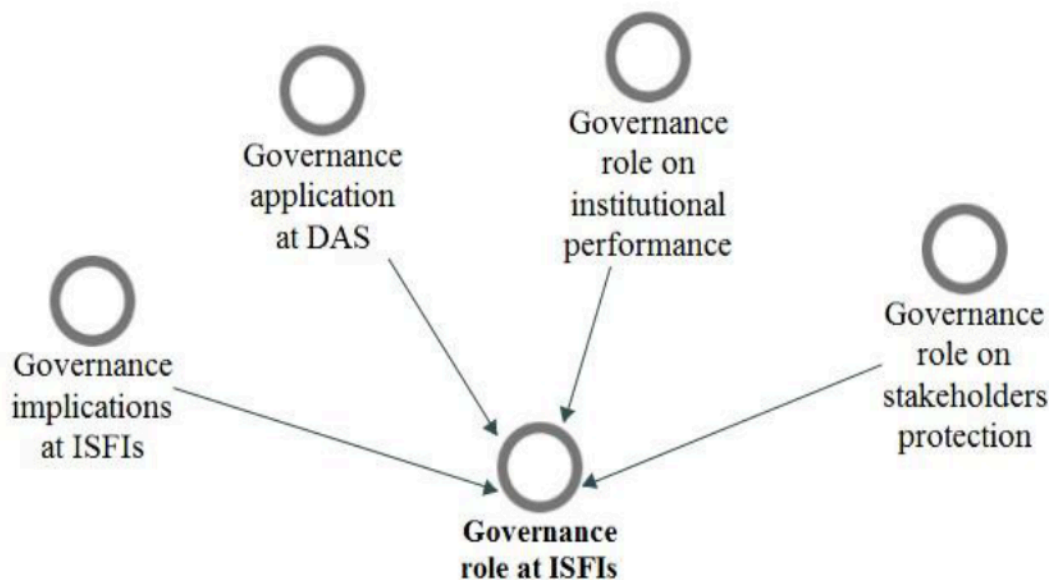 Governance
application
at DAS
Governance
role on
institutional
performance
Governance
role on
stakeholders
protection
Governance
implications
at ISFIs
Governance
role at ISFIs